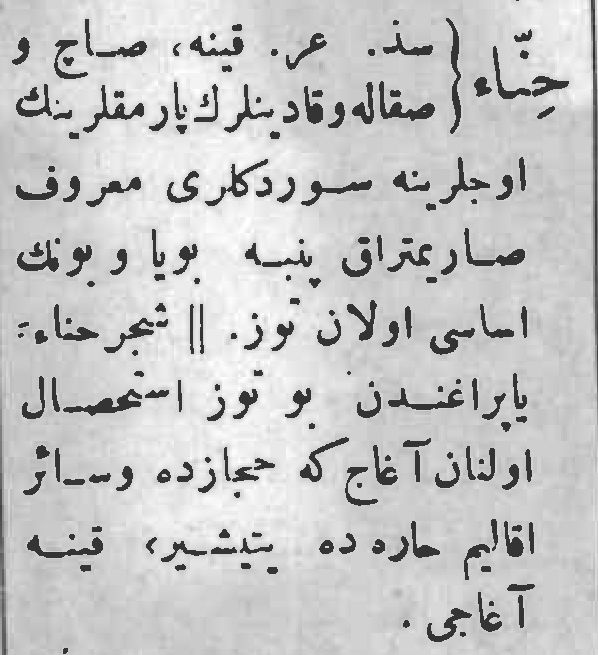 حِنّاء { سذ. عر. قینه، صاچ و
صقاله و قادینلرك پارمقلرینك
اوجلرینه سوردكلری معروف
صاریمتراق پنبه بویا و بونك
اساسی اولان توز. || شجر حناء=
یاپراغندن بو توز استحصال
اولنان آغاج كه حجازده وسائر
اقالیم حاره ده یتیشیر، قینه
آغاجی.